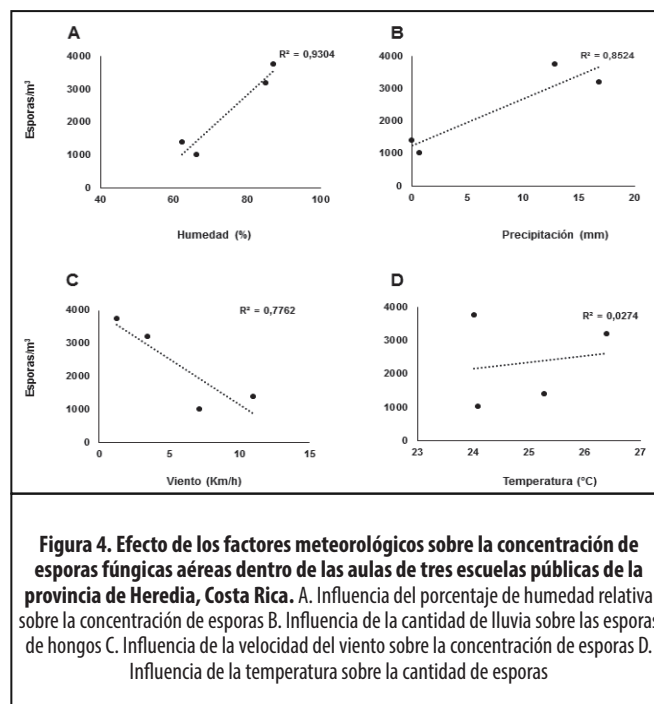 A
R² = 0,9304
4000
3000
2000
1000
0
Esporas/m³
40 60 80 100
Humedad (%)
B
R² = 0,8524
4000
3000
2000
1000
0
0 5 10 15 20
Precipitación (mm)
C
R² = 0,7762
4000
3000
2000
1000
0
Esporas/m³
0 5 10 15
Viento (Km/h)
D
R² = 0,0274
4000
3000
2000
1000
0
23 24 25 26 27
Temperatura (°C)
Figura 4. Efecto de los factores meteorológicos sobre la concentración de
esporas fúngicas aéreas dentro de las aulas de tres escuelas públicas de la
provincia de Heredia, Costa Rica. A. Influencia del porcentaje de humedad relativa
sobre la concentración de esporas B. Influencia de la cantidad de lluvia sobre las esporas
de hongos C. Influencia de la velocidad del viento sobre la concentración de esporas D.
Influencia de la temperatura sobre la cantidad de esporas